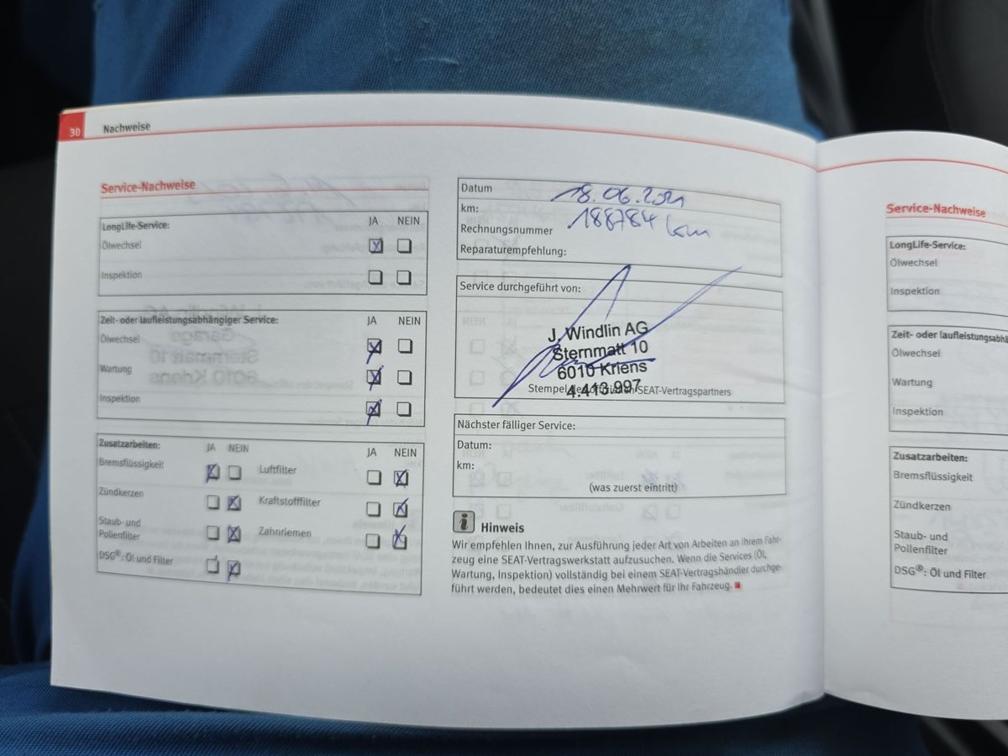 30 Nachweise
Service-Nachweise
LongLife-Service: JA NEIN
Ölwechsel
Inspektion
Zeit- oder laufleistungsabhängiger Service: JA NEIN
Ölwechsel
Wartung
Inspektion
Zusatzarbeiten: JA NEIN JA NEIN
Bremsflüssigkeit Luftfilter
Zündkerzen Kraftstofffilter
Staub- und
Pollenfilter Zahnriemen
DSG®: Öl und Filter
Datum 18.06.2021
km: 188784 km
Rechnungsnummer
Reparaturempfehlung:
Service durchgeführt von:
J. Windlin AG
Sternmatt 10
6010 Kriens
4.413.997
Stempel SEAT-Vertragspartners
Nächster fälliger Service:
Datum:
km:
(was zuerst eintritt)
i Hinweis
Wir empfehlen Ihnen, zur Ausführung jeder Art von Arbeiten an Ihrem Fahr-
zeug eine SEAT-Vertragswerkstatt aufzusuchen. Wenn die Services (Öl,
Wartung, Inspektion) vollständig bei einem SEAT-Vertragshändler durchge-
führt werden, bedeutet dies einen Mehrwert für Ihr Fahrzeug.
Service-Nachweise
LongLife-Service:
Ölwechsel
Inspektion
Zeit- oder laufleistungsabhä
Ölwechsel
Wartung
Inspektion
Zusatzarbeiten:
Bremsflüssigkeit
Zündkerzen
Staub- und
Pollenfilter
DSG®: Öl und Filter